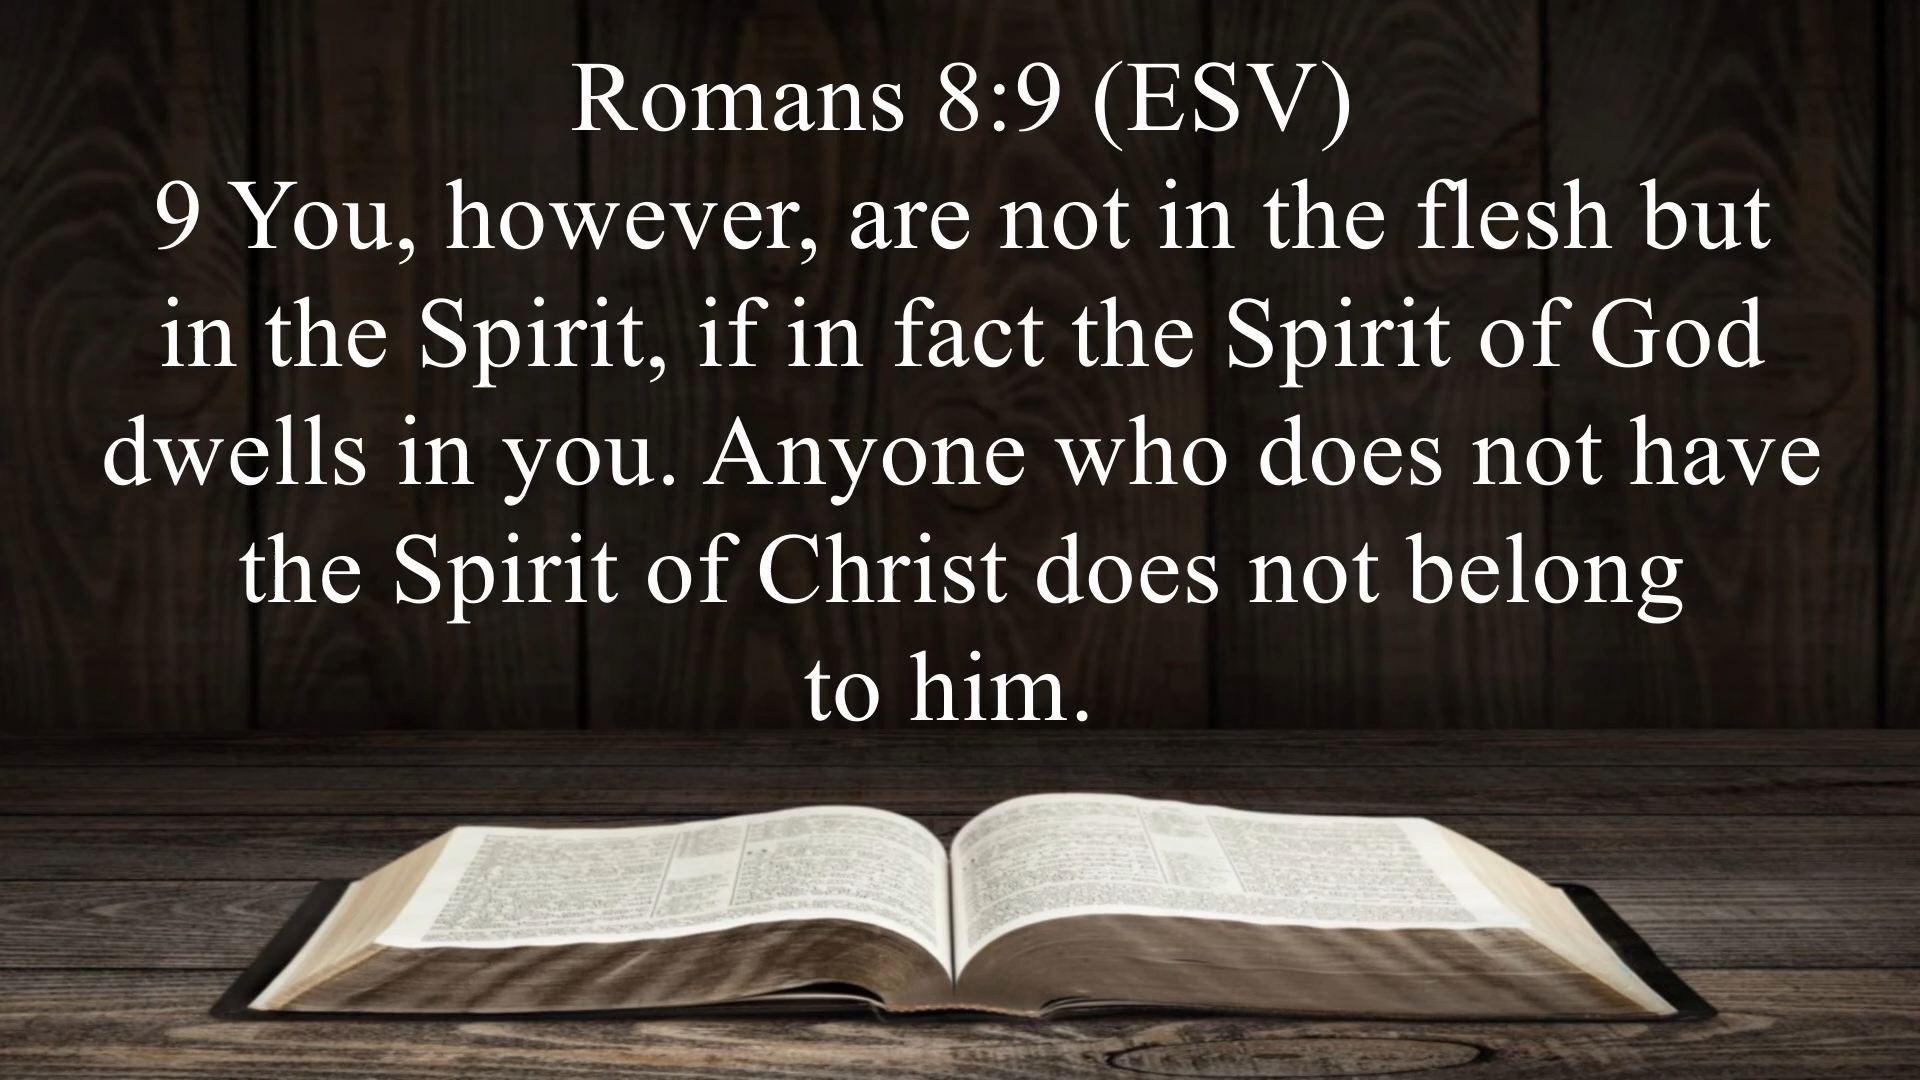 Romans 8:9 (ESV)
9 You, however, are not in the flesh but
in the Spirit, if in fact the Spirit of God
dwells in you. Anyone who does not have
the Spirit of Christ does not belong
to him.